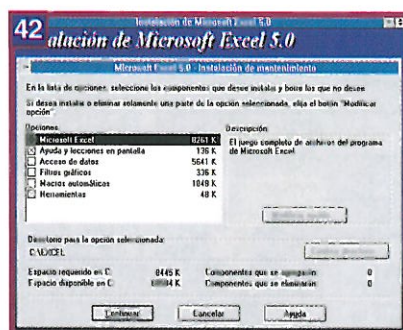 42
Instalación de Microsoft Excel 5.0
alación de Microsoft Excel 5.0
Microsoft Excel 5.0 - Instalación de mantenimiento
En la lista de opciones, seleccione los componentes que desee instalar y borre los que no desee.
Si desea instalar o eliminar solamente una parte de la opción seleccionada, elija el botón "Modificar
opción".
Opciones:
Descripción:
Microsoft Excel 8261 K
Ayuda y lecciones en pantalla 136 K
Acceso de datos 5641 K
Filtros gráficos 336 K
Macros automáticos 1849 K
Herramientas 48 K
El juego completo de archivos del programa
de Microsoft Excel
Directorio para la opción seleccionada:
C:\EXCEL
Espacio requerido en C: 8445 K
Componentes que se agregarán: 0
Espacio disponible en C:
Componentes que se eliminarán: 0
Continuar
Cancelar
Ayuda